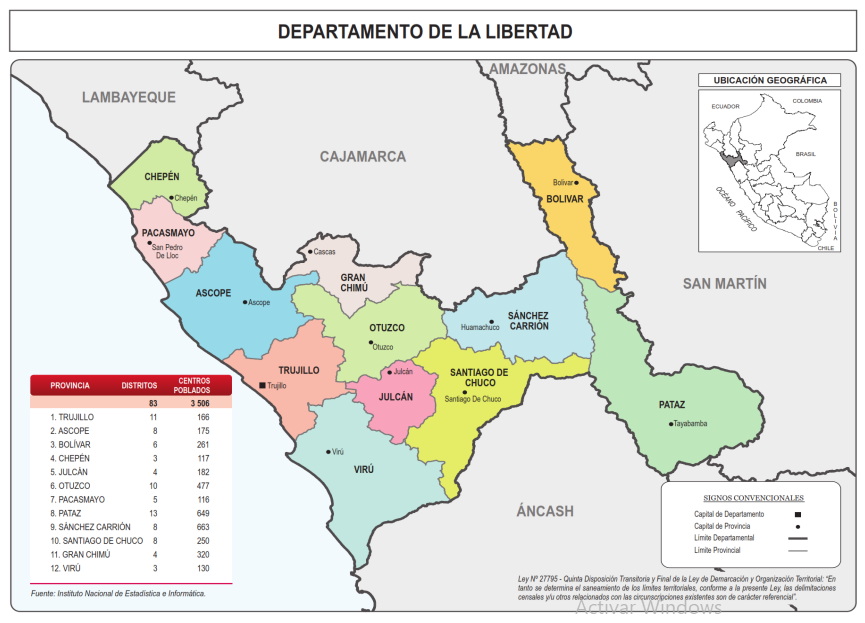 DEPARTAMENTO DE LA LIBERTAD
AMAZONAS
LAMBAYEQUE
CAJAMARCA
SAN MARTÍN
ÁNCASH
UBICACIÓN GEOGRÁFICA
ECUADOR
COLOMBIA
BRASIL
OCÉANO PACÍFICO
BOLIVIA
CHILE
CHEPÉN
Chepén
PACASMAYO
San Pedro
De Lloc
ASCOPE
Ascope
Cascas
GRAN
CHIMÚ
BOLIVAR
Bolivar
OTUZCO
Otuzco
SÁNCHEZ
CARRIÓN
Huamachuco
TRUJILLO
Trujillo
JULCÁN
Julcán
SANTIAGO DE
CHUCO
Santiago De Chuco
PATAZ
Tayabamba
VIRÚ
Virú
PROVINCIA DISTRITOS CENTROS POBLADOS
83 3 506
1. TRUJILLO 11 166
2. ASCOPE 8 175
3. BOLÍVAR 6 261
4. CHEPÉN 3 117
5. JULCÁN 4 182
6. OTUZCO 10 477
7. PACASMAYO 5 116
8. PATAZ 13 649
9. SÁNCHEZ CARRIÓN 8 663
10. SANTIAGO DE CHUCO 8 250
11. GRAN CHIMÚ 4 320
12. VIRÚ 3 130
Fuente: Instituto Nacional de Estadística e Informática.
SIGNOS CONVENCIONALES
Capital de Departamento
Capital de Provincia
Límite Departamental
Límite Provincial
Ley Nº 27795 - Quinta Disposición Transitoria y Final de la Ley de Demarcación y Organización Territorial: "En
tanto se determina el saneamiento de los límites territoriales, conforme a la presente Ley, las delimitaciones
censales y/u otros relacionados con las circunscripciones existentes son de carácter referencial".
Activar Windows